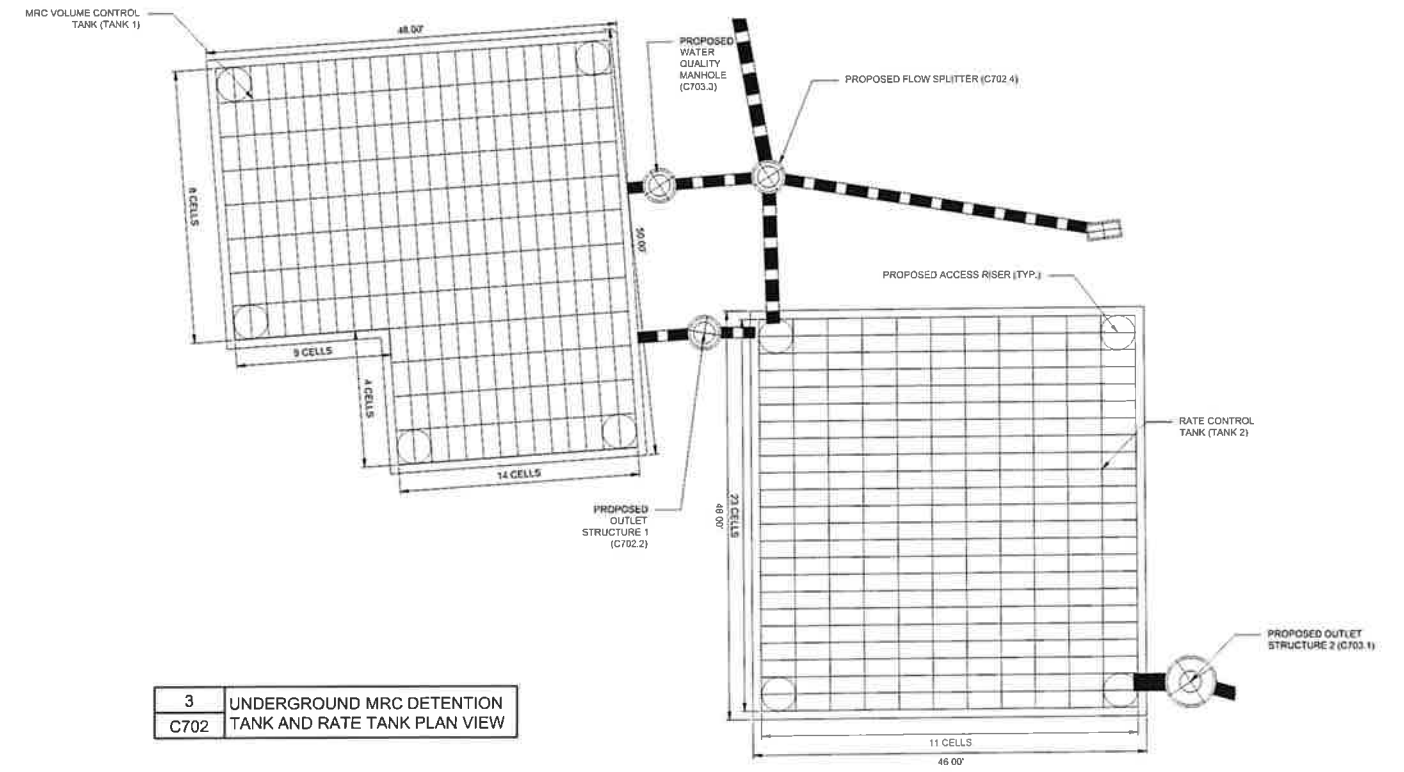 MRC VOLUME CONTROL
TANK (TANK 1)
48.00'
PROPOSED
WATER
QUALITY
MANHOLE
(C703.3)
PROPOSED FLOW SPLITTER (C702.4)
8 CELLS
50.00'
PROPOSED ACCESS RISER (TYP.)
9 CELLS
4 CELLS
14 CELLS
RATE CONTROL
TANK (TANK 2)
PROPOSED
OUTLET
STRUCTURE 1
(C702.2)
23 CELLS
48.00'
PROPOSED OUTLET
STRUCTURE 2 (C703.1)
3
C702
UNDERGROUND MRC DETENTION
TANK AND RATE TANK PLAN VIEW
11 CELLS
46.00'